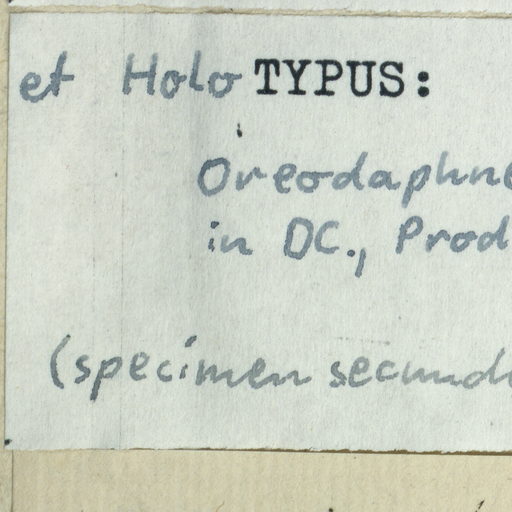 et Holo TYPUS:
Oreodaphne
in DC., Prod
(specimen secund